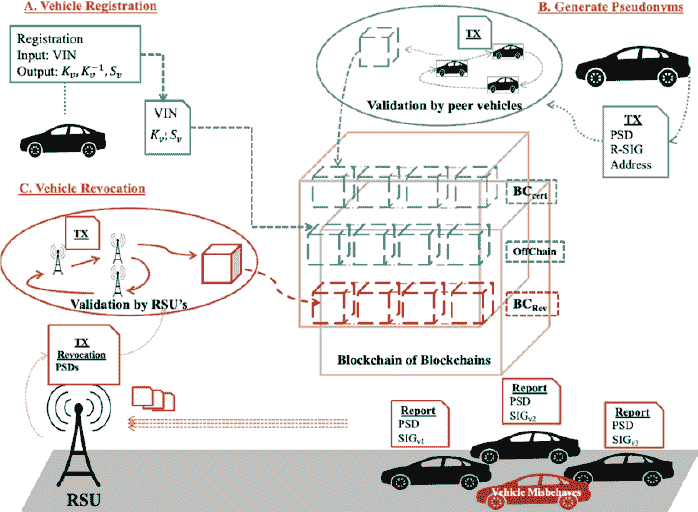 A. Vehicle Registration
Registration
Input: VIN
Output: Kᵥ, Kᵥ⁻¹, Sᵥ
VIN
Kᵥ, Sᵥ
B. Generate Pseudonyms
TX
Validation by peer vehicles
TX
PSD
R-SIG
Address
C. Vehicle Revocation
TX
Validation by RSU's
BCcert
OffChain
BCRev
Blockchain of Blockchains
TX
Revocation
PSDs
RSU
Report
PSD
SIGv1
Report
PSD
SIGv2
Report
PSD
SIGv3
Vehicle Misbehaves